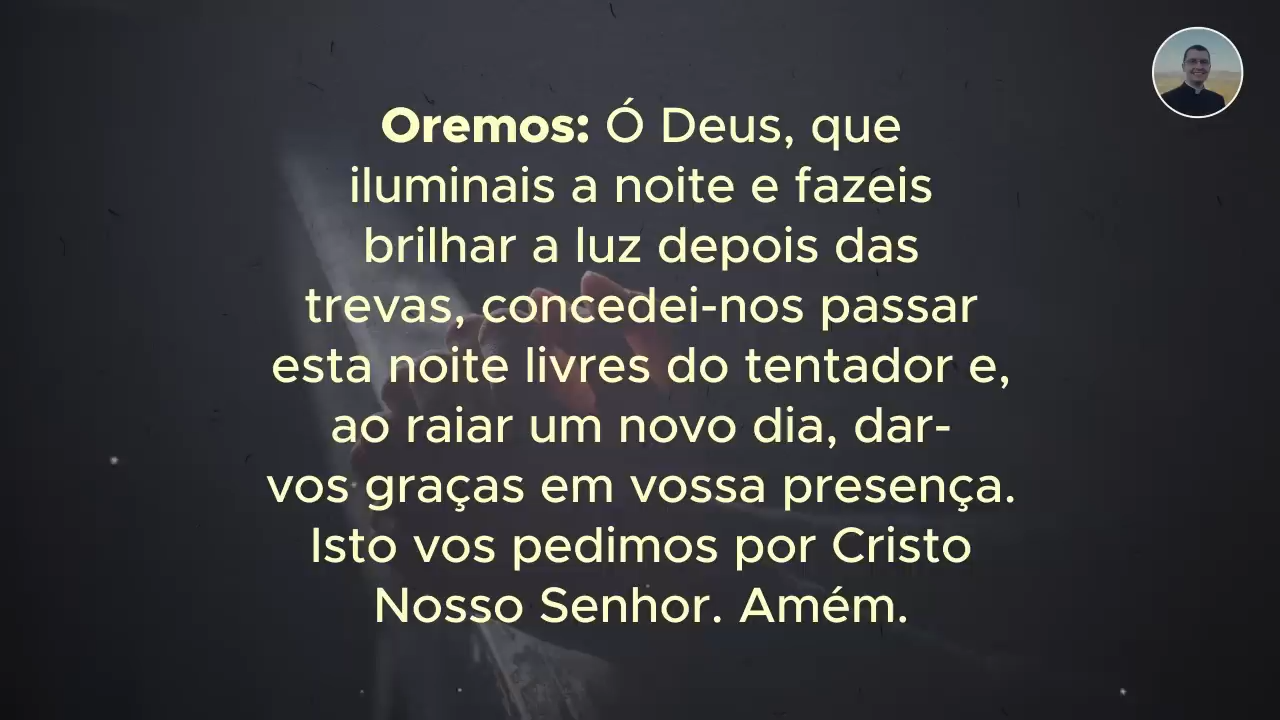 Oremos: Ó Deus, que
iluminais a noite e fazeis
brilhar a luz depois das
trevas, concedei-nos passar
esta noite livres do tentador e,
ao raiar um novo dia, dar-
vos graças em vossa presença.
Isto vos pedimos por Cristo
Nosso Senhor. Amém.